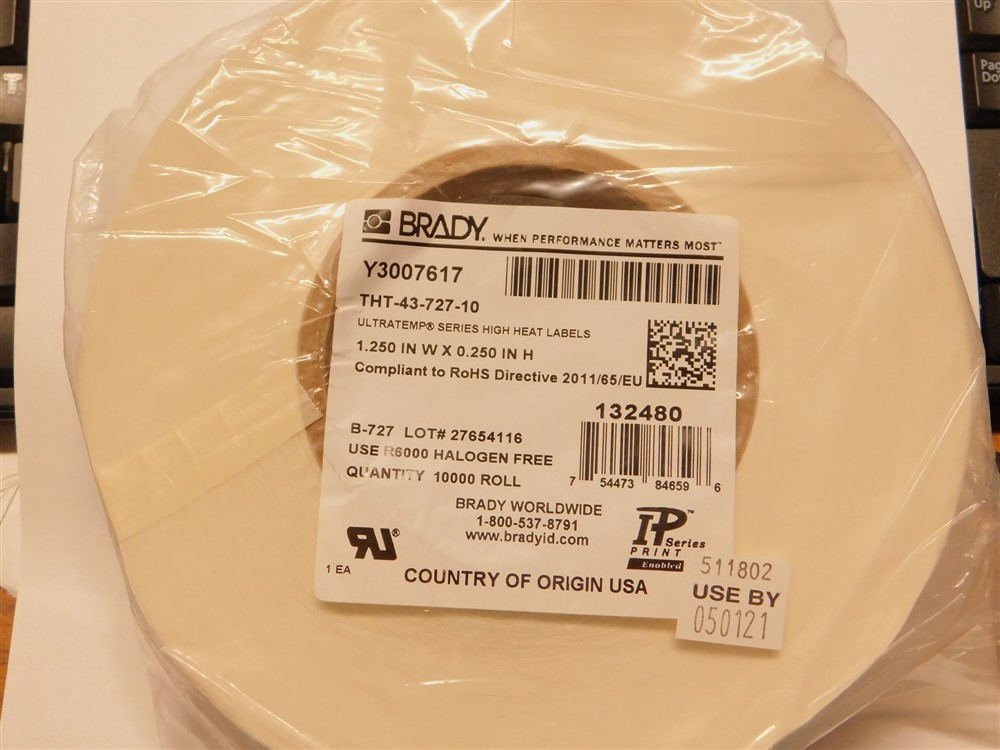 BRADY. WHEN PERFORMANCE MATTERS MOST™
Y3007617
THT-43-727-10
ULTRATEMP® SERIES HIGH HEAT LABELS
1.250 IN W X 0.250 IN H
Compliant to RoHS Directive 2011/65/EU
132480
B-727 LOT# 27654116
USE R6000 HALOGEN FREE
QUANTITY 10000 ROLL
7 54473 84659 6
BRADY WORLDWIDE
1-800-537-8791
www.bradyid.com
IP™ Series
PRINT
Enabled
RU®
1 EA
COUNTRY OF ORIGIN USA
511802
USE BY
050121
Up